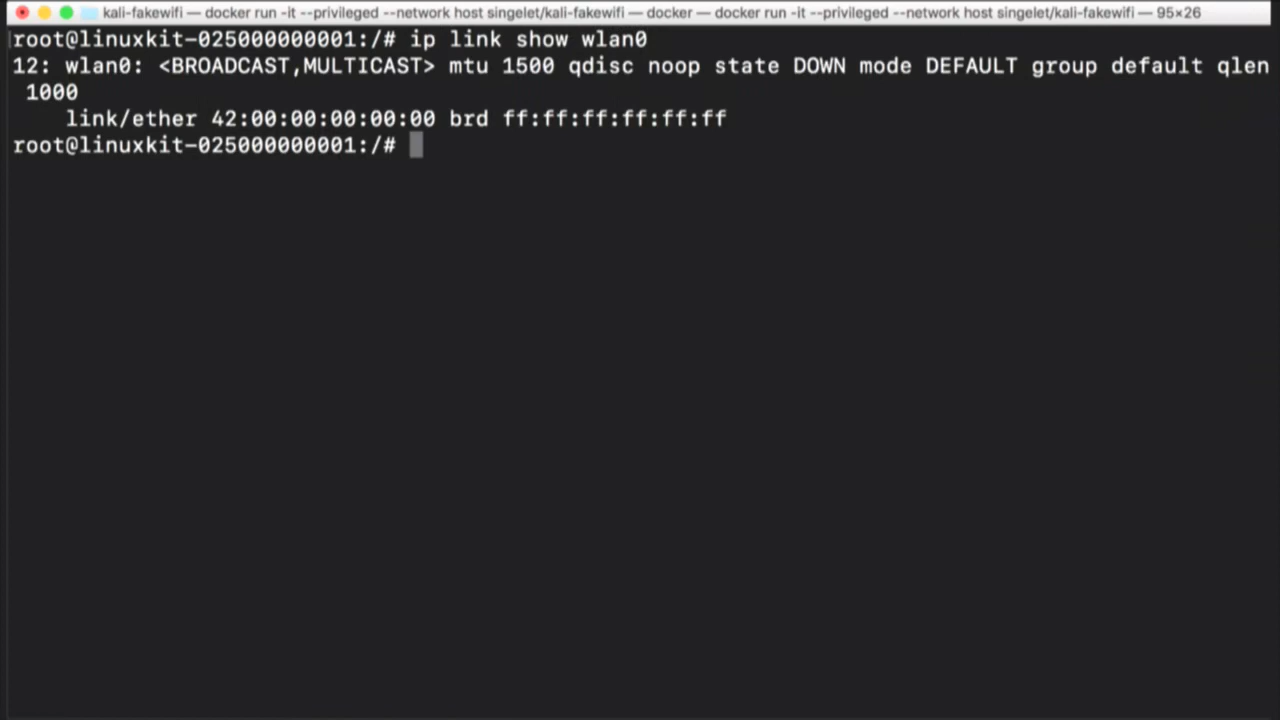 kali-fakewifi — docker run -it --privileged --network host singelet/kali-fakewifi — docker — docker run -it --privileged --network host singelet/kali-fakewifi — 95×26
root@linuxkit-025000000001:/# ip link show wlan0
12: wlan0: <BROADCAST,MULTICAST> mtu 1500 qdisc noop state DOWN mode DEFAULT group default qlen
1000
link/ether 42:00:00:00:00:00 brd ff:ff:ff:ff:ff:ff
root@linuxkit-025000000001:/#